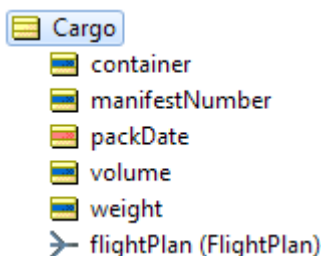 Cargo
container
manifestNumber
packDate
volume
weight
flightPlan (FlightPlan)